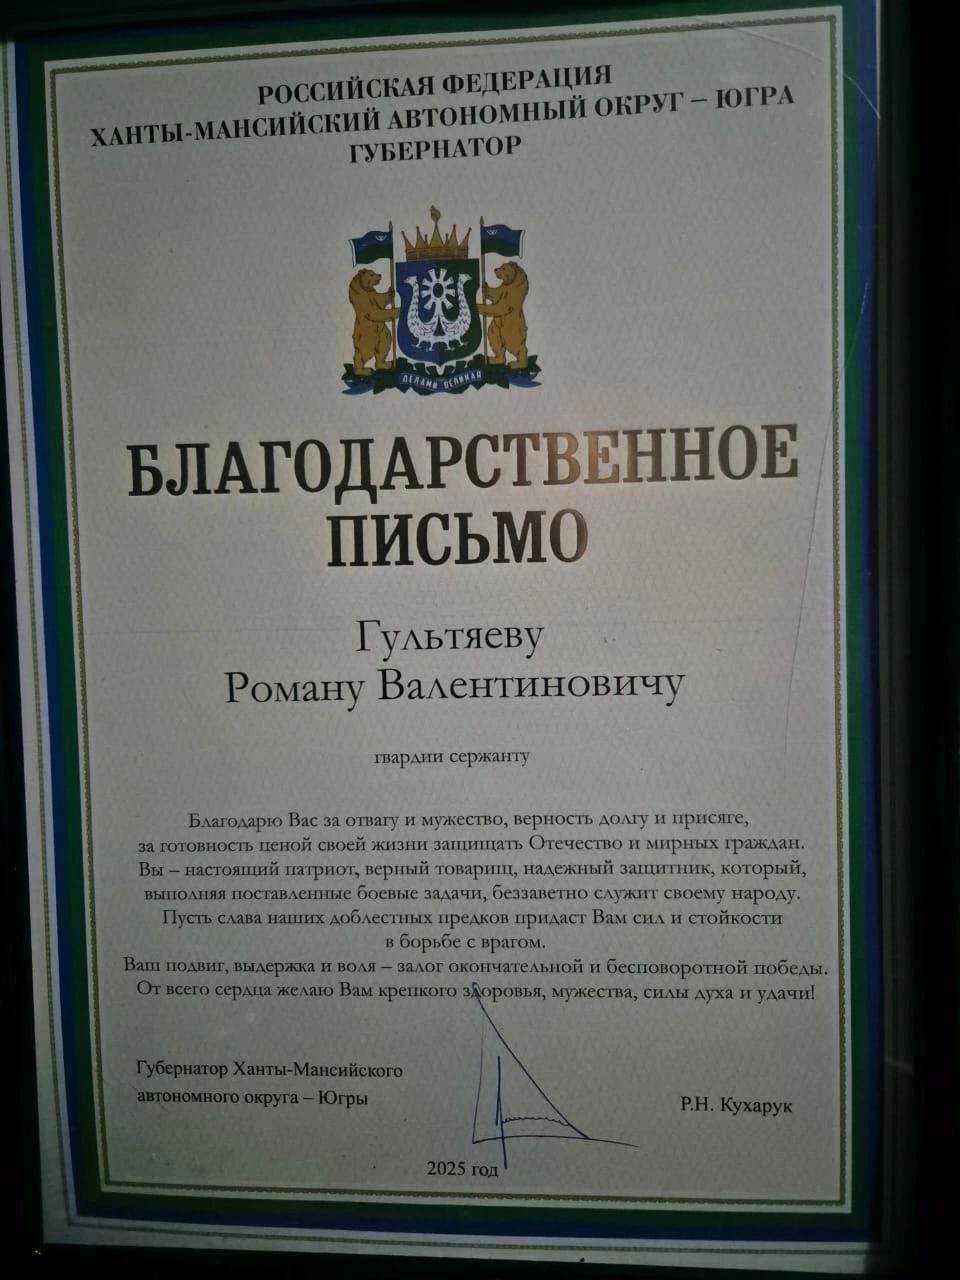 РОССИЙСКАЯ ФЕДЕРАЦИЯ
ХАНТЫ-МАНСИЙСКИЙ АВТОНОМНЫЙ ОКРУГ – ЮГРА
ГУБЕРНАТОР
ДЕЛАМИ ВЕЛИКАЯ
БЛАГОДАРСТВЕННОЕ
ПИСЬМО
Гультяеву
Роману Валентиновичу
гвардии сержанту
Благодарю Вас за отвагу и мужество, верность долгу и присяге,
за готовность ценой своей жизни защищать Отечество и мирных граждан.
Вы – настоящий патриот, верный товарищ, надежный защитник, который,
выполняя поставленные боевые задачи, беззаветно служит своему народу.
Пусть слава наших доблестных предков придаст Вам сил и стойкости
в борьбе с врагом.
Ваш подвиг, выдержка и воля – залог окончательной и бесповоротной победы.
От всего сердца желаю Вам крепкого здоровья, мужества, силы духа и удачи!
Губернатор Ханты-Мансийского
автономного округа – Югры
Р.Н. Кухарук
2025 год